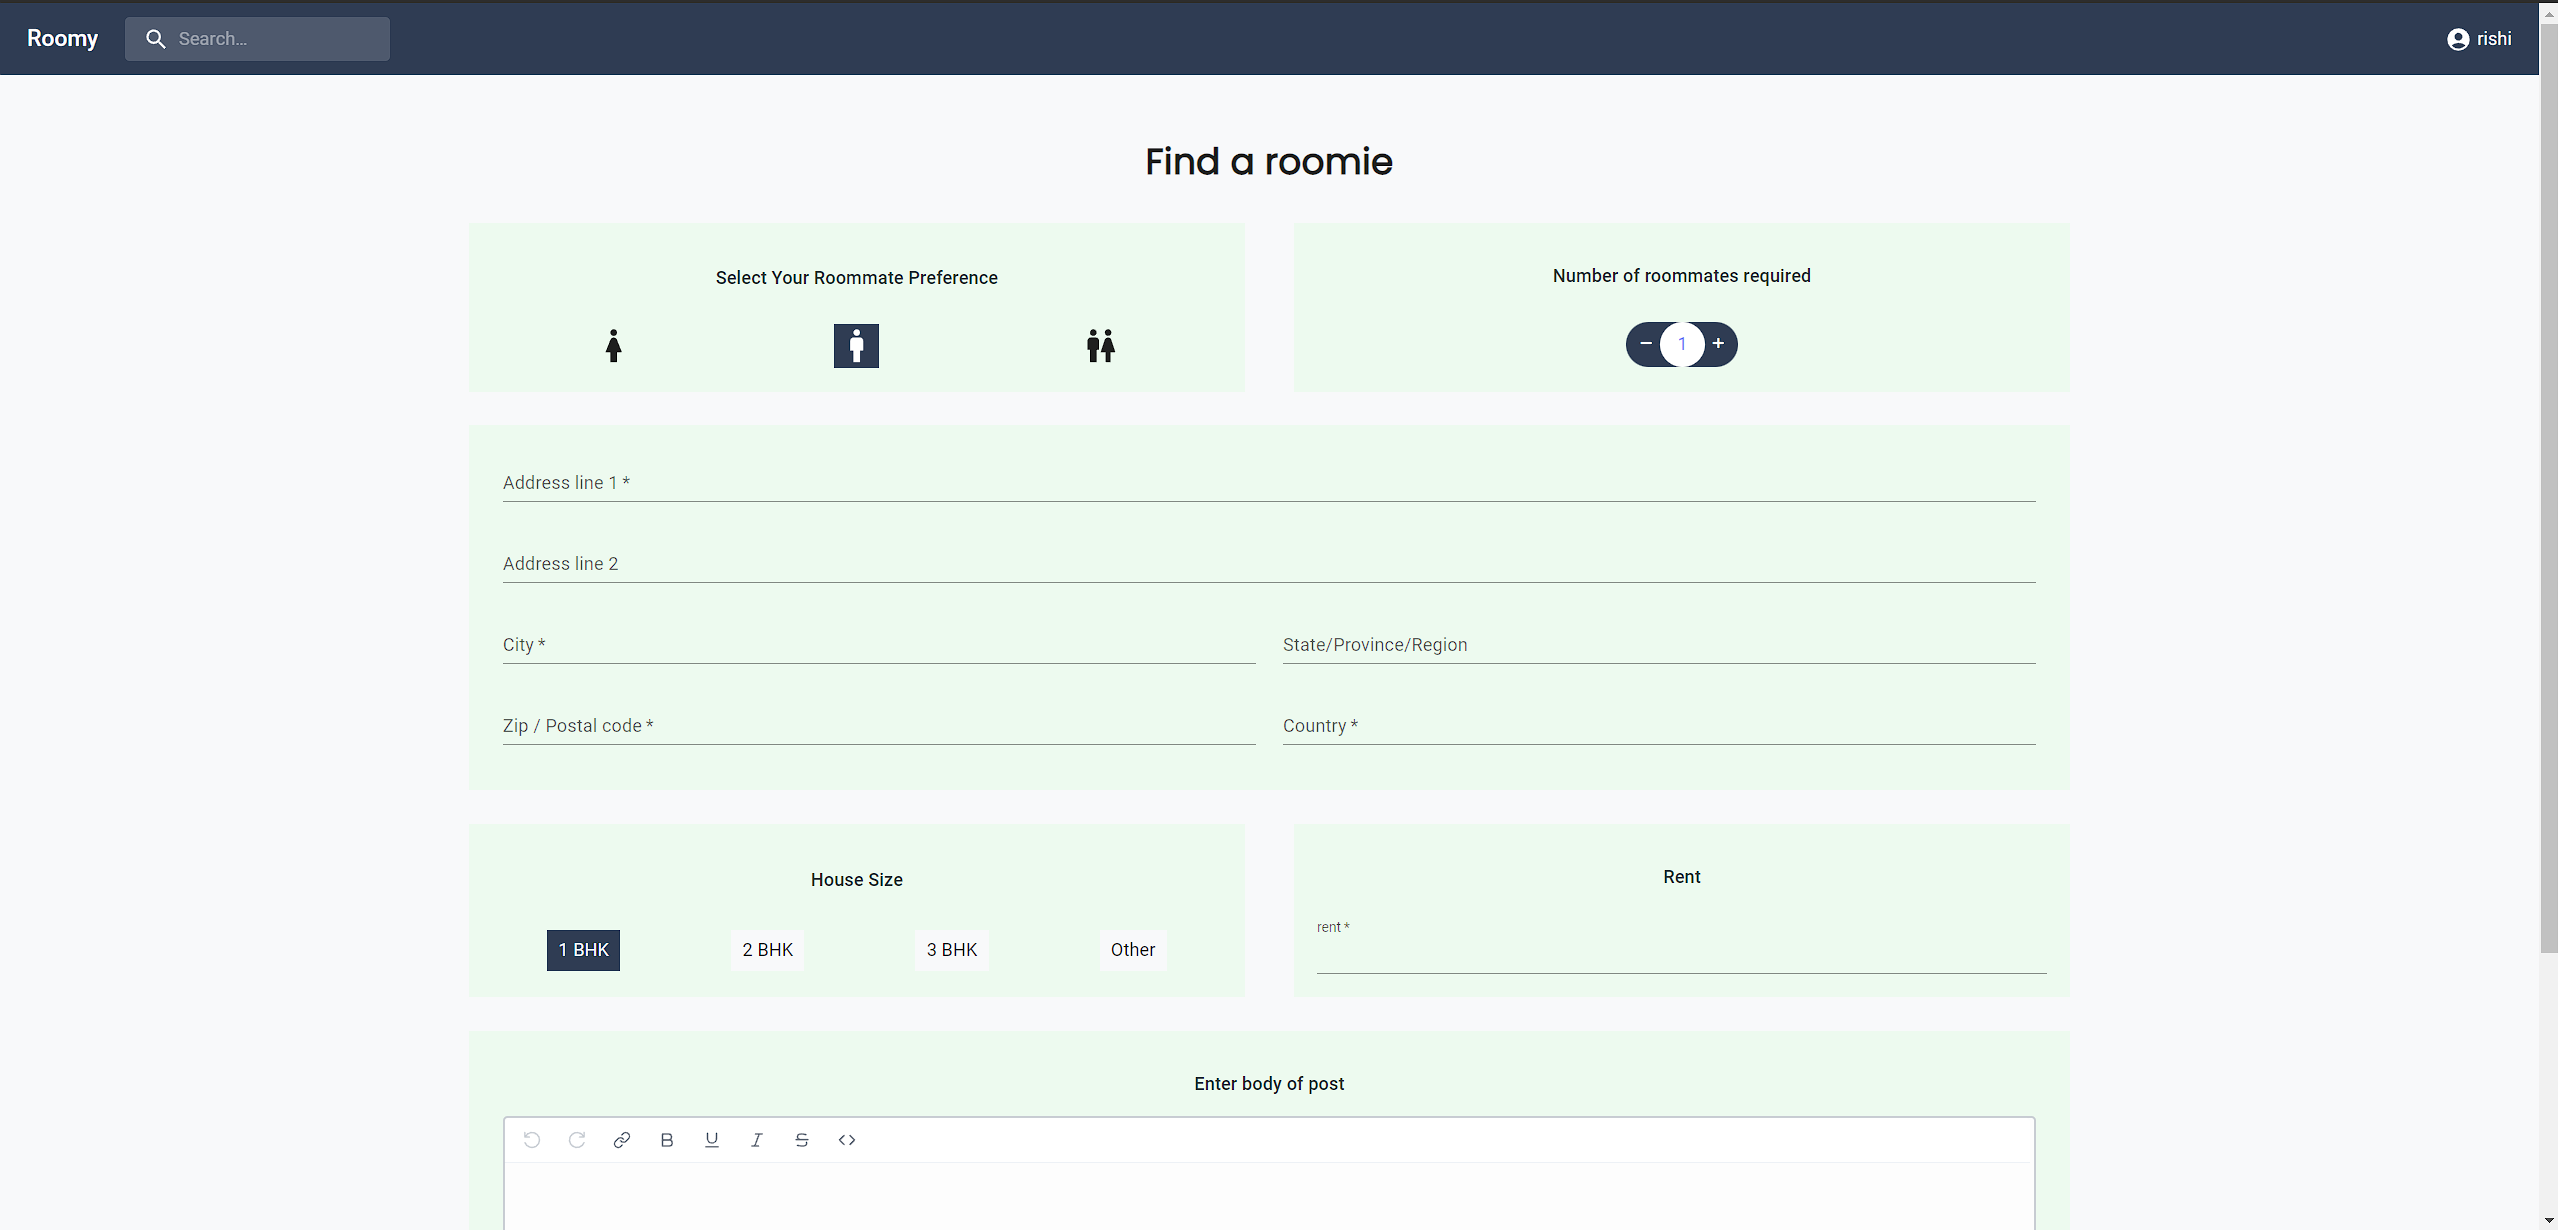 Roomy
Search...
rishi
Find a roomie
Select Your Roommate Preference
Number of roommates required
1
Address line 1 *
Address line 2
City *
State/Province/Region
Zip / Postal code *
Country *
House Size
1 BHK
2 BHK
3 BHK
Other
Rent
rent *
Enter body of post